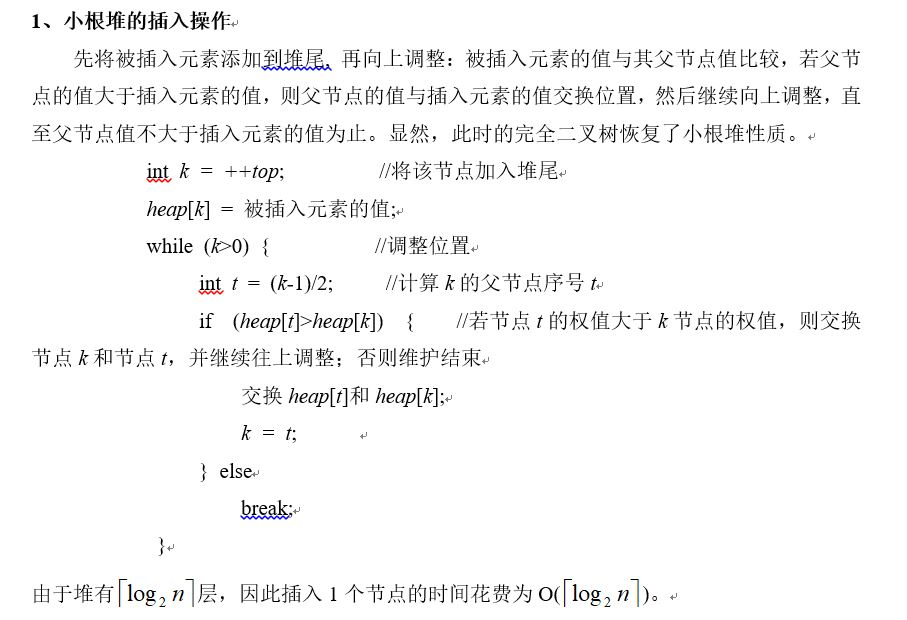 1、小根堆的插入操作
先将被插入元素添加到堆尾，再向上调整：被插入元素的值与其父节点值比较，若父节
点的值大于插入元素的值，则父节点的值与插入元素的值交换位置，然后继续向上调整，直
至父节点值不大于插入元素的值为止。显然，此时的完全二叉树恢复了小根堆性质。
int k = ++top; //将该节点加入堆尾
heap[k] = 被插入元素的值;
while (k>0) { //调整位置
int t = (k-1)/2; //计算 k 的父节点序号 t
if (heap[t]>heap[k]) { //若节点 t 的权值大于 k 节点的权值，则交换
节点 k 和节点 t，并继续往上调整；否则维护结束
交换 heap[t]和 heap[k];
k = t;
} else
break;
}
由于堆有⌈log₂ n⌉层，因此插入 1 个节点的时间花费为 O(⌈log₂ n⌉)。